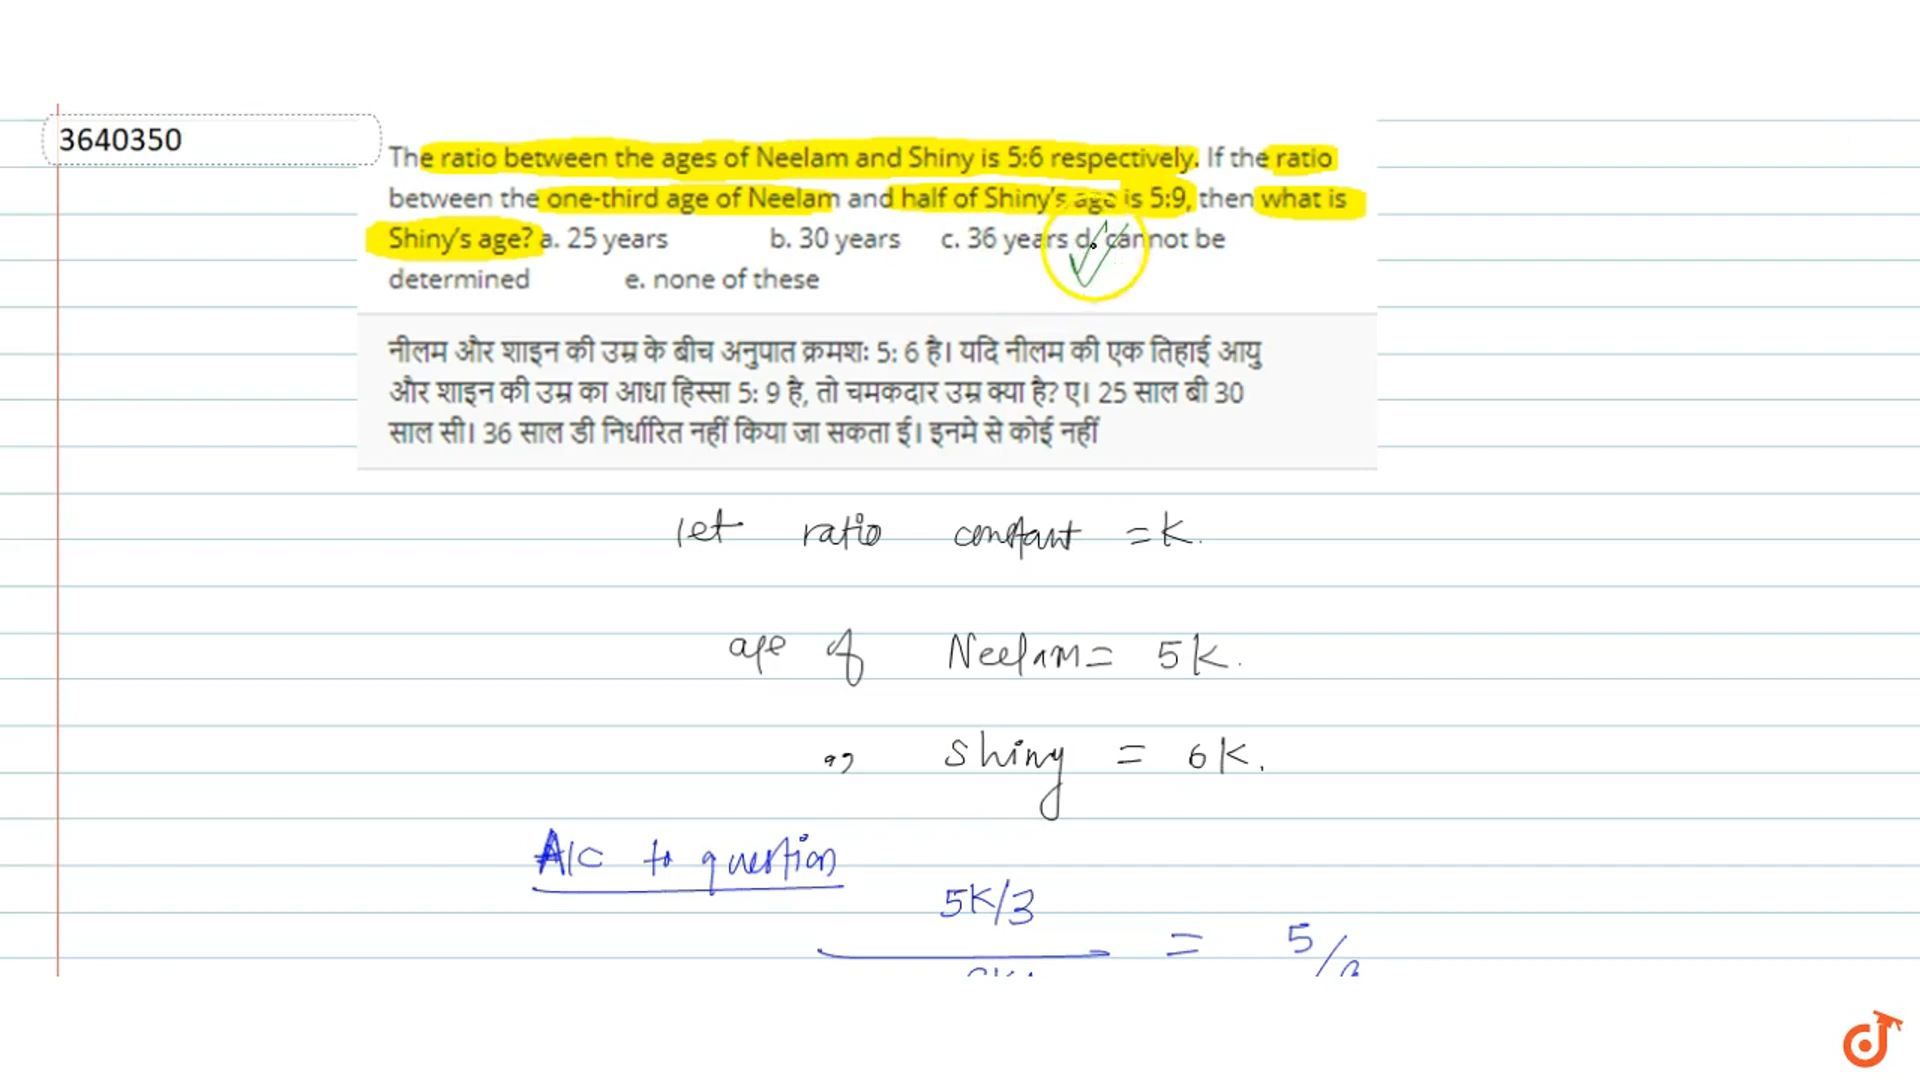 3640350
The ratio between the ages of Neelam and Shiny is 5:6 respectively. If the ratio
between the one-third age of Neelam and half of Shiny's age is 5:9, then what is
Shiny's age? a. 25 years b. 30 years c. 36 years d. cannot be
determined e. none of these
नीलम और शाइन की उम्र के बीच अनुपात क्रमशः 5: 6 है। यदि नीलम की एक तिहाई आयु
और शाइन की उम्र का आधा हिस्सा 5: 9 है, तो चमकदार उम्र क्या है? ए। 25 साल बी 30
साल सी। 36 साल डी निर्धारित नहीं किया जा सकता ई। इनमे से कोई नहीं
let ratio constant = K.
age of Neelam = 5K.
" Shiny = 6K.
A/C to question
5K/3
= 5/